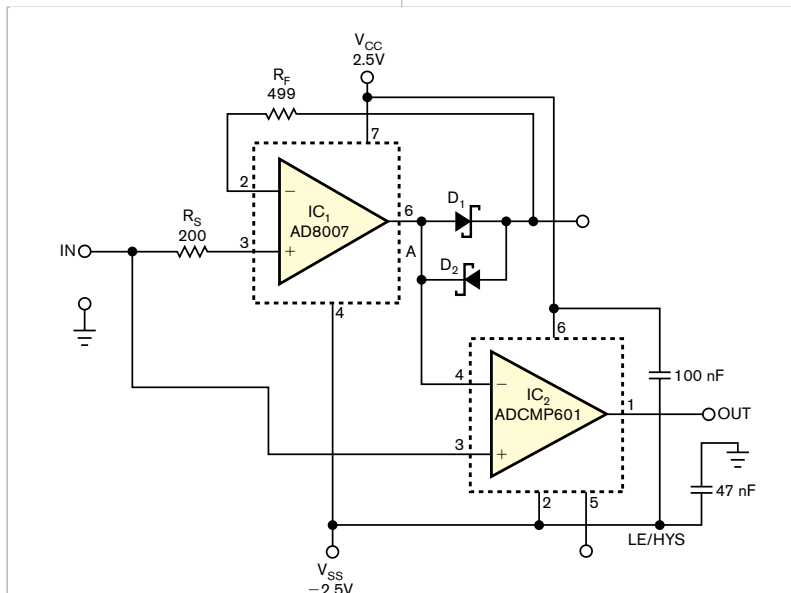 V_CC
2.5V
R_F
499
7
2
−
IC_1
AD8007
6
D_1
R_S
200
IN
3
+
A
D_2
4
6
4
−
IC_2
ADCMP601
1
OUT
100 nF
3
+
2
5
47 nF
LE/HYS
V_SS
−2.5V